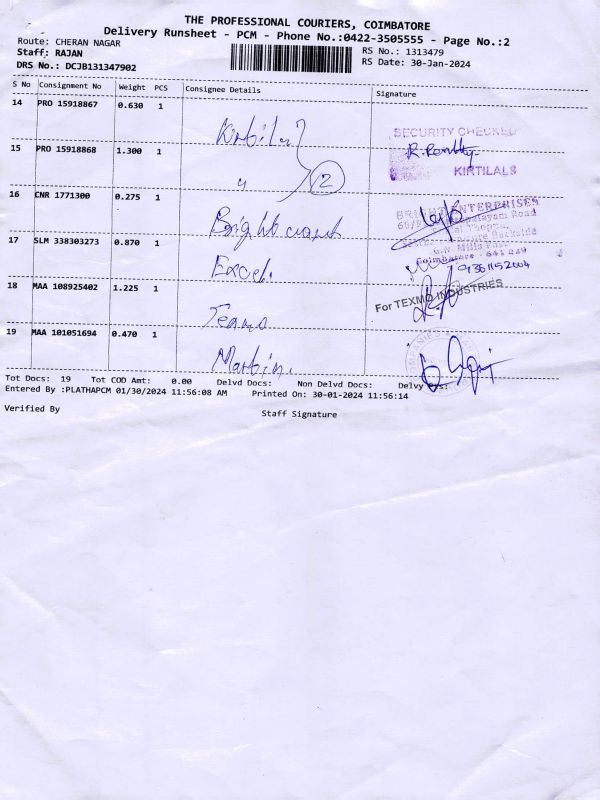 THE PROFESSIONAL COURIERS, COIMBATORE
Delivery Runsheet - PCM - Phone No.:0422-3505555 - Page No.:2
Route: CHERAN NAGAR
RS No.: 1313479
Staff: RAJAN
RS Date: 30-Jan-2024
DRS No.: DCJB131347902
S No Consignment No Weight PCS Consignee Details Signature
14 PRO 15918867 0.630 1
SECURITY CHECKED
15 PRO 15918868 1.300 1 " 2
KIRTILALS
16 CNR 1771300 0.275 1
BRIGHT ENTERPRISES
17 SLM 338303273 0.870 1 Excel
Coimbatore - 641 029
9361152004
18 MAA 108925402 1.225 1 Teams
For TEXMO INDUSTRIES
19 MAA 101051694 0.470 1 Martin
Tot Docs: 19 Tot COD Amt: 0.00 Delvd Docs: Non Delvd Docs: Delvy
Entered By :PLATHAPCM 01/30/2024 11:56:08 AM Printed On: 30-01-2024 11:56:14
Verified By
Staff Signature